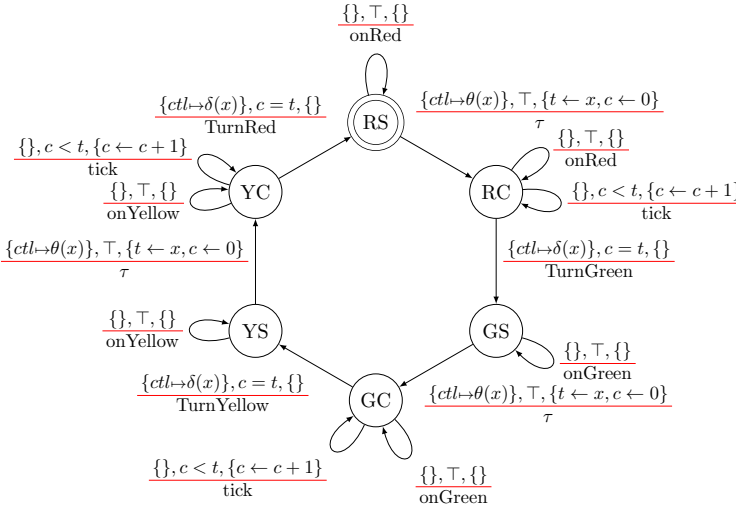 {}, ⊤, {}
onRed
{ctl↦δ(x)}, c = t, {}
TurnRed
RS
{ctl↦θ(x)}, ⊤, {t ← x, c ← 0}
τ
{}, c < t, {c ← c + 1}
tick
{}, ⊤, {}
onRed
YC
RC
{}, ⊤, {}
onYellow
{}, c < t, {c ← c + 1}
tick
{ctl↦θ(x)}, ⊤, {t ← x, c ← 0}
τ
{ctl↦δ(x)}, c = t, {}
TurnGreen
{}, ⊤, {}
onYellow
YS
GS
{}, ⊤, {}
onGreen
{ctl↦δ(x)}, c = t, {}
TurnYellow
GC
{ctl↦θ(x)}, ⊤, {t ← x, c ← 0}
τ
{}, c < t, {c ← c + 1}
tick
{}, ⊤, {}
onGreen